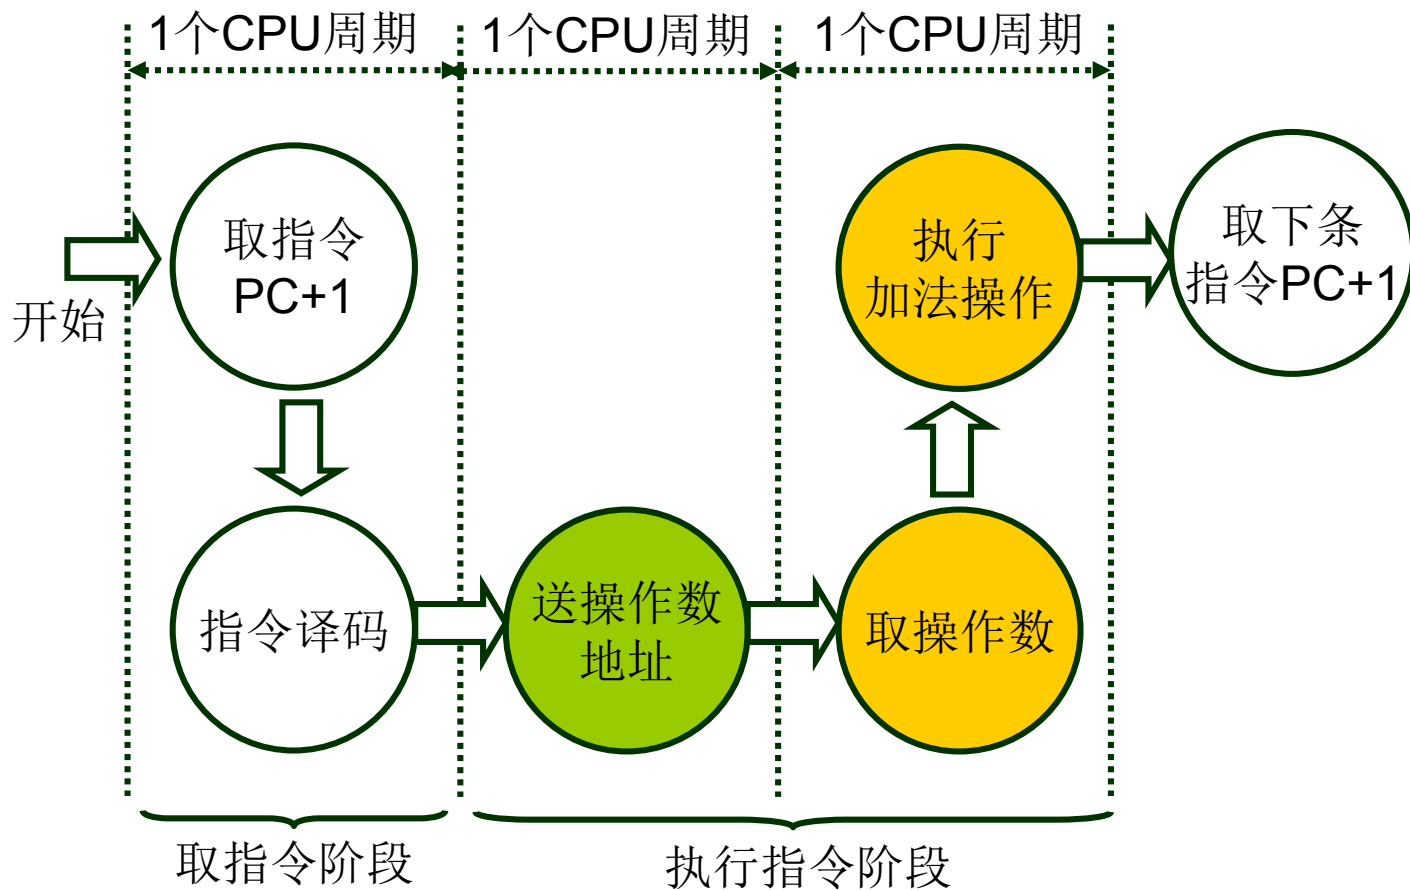 1个CPU周期
1个CPU周期
1个CPU周期
开始
取指令
PC+1
指令译码
送操作数
地址
取操作数
执行
加法操作
取下条
指令PC+1
取指令阶段
执行指令阶段